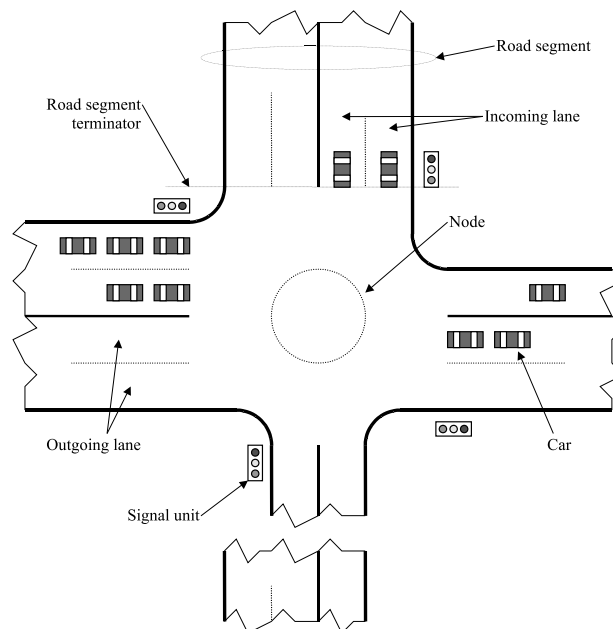 Road segment
Road segment
terminator
Incoming lane
Node
Outgoing lane
Car
Signal unit